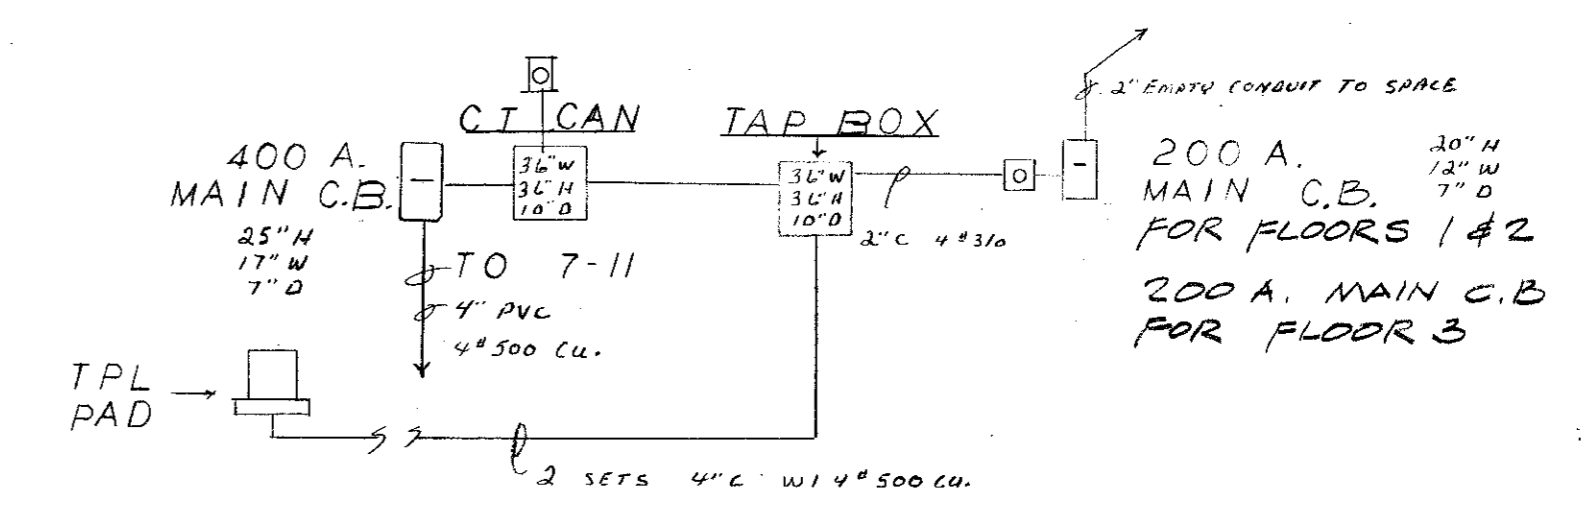 2" EMPTY CONDUIT TO SPACE
CT CAN
TAP BOX
400 A.
MAIN C.B.
25" H
17" W
7" D
36" W
36" H
10" D
36" W
36" H
10" D
2" C 4 # 3/0
200 A.
MAIN C.B.
20" H
12" W
7" D
FOR FLOORS 1 & 2
200 A. MAIN C.B
FOR FLOOR 3
TO 7-11
4" PVC
4 # 500 CU.
TPL
PAD
2 SETS 4" C W/ 4 # 500 CU.